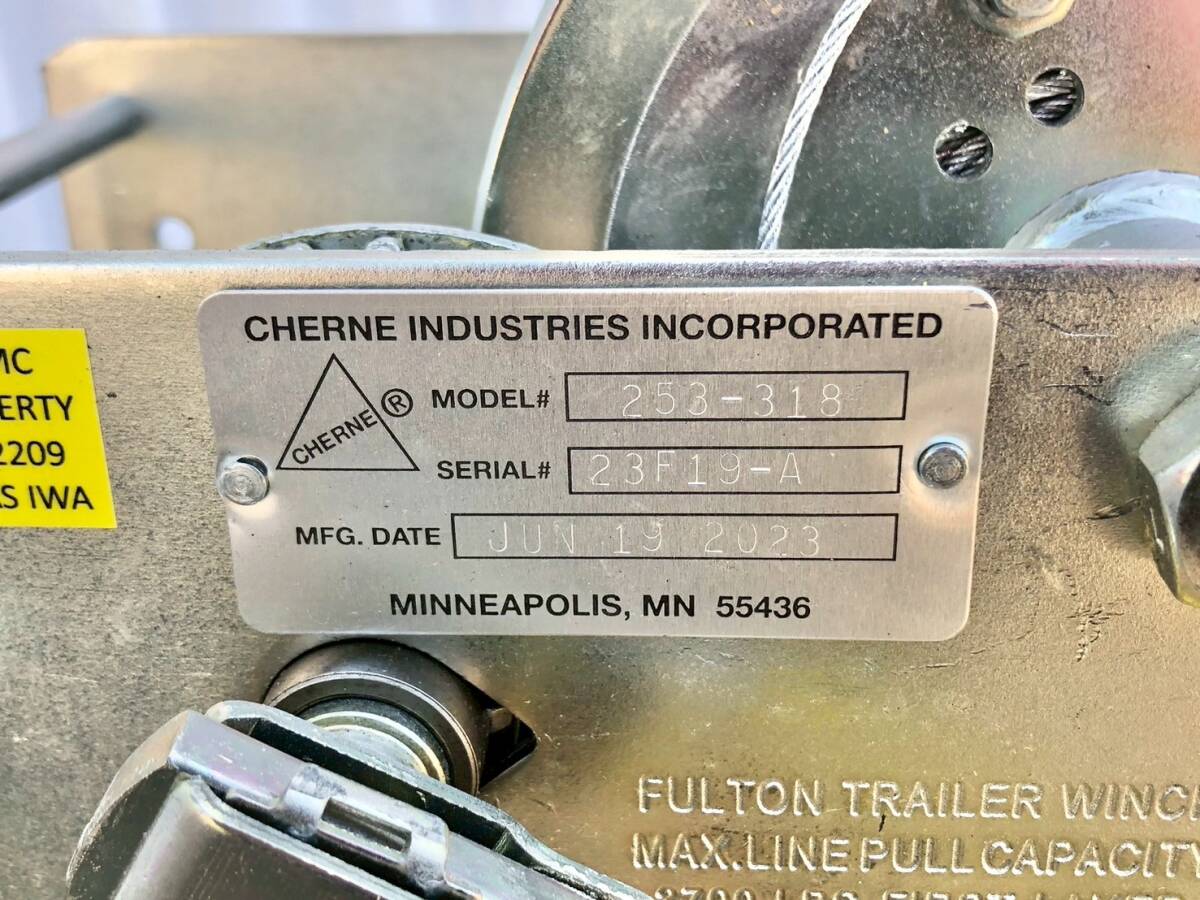 CHERNE INDUSTRIES INCORPORATED
CHERNE ®
MODEL# 253-318
SERIAL# 23F19-A
MFG. DATE JUN 19 2023
MINNEAPOLIS, MN 55436
MC
ERTY
2209
AS IWA
FULTON TRAILER WINC
MAX.LINE PULL CAPACITY